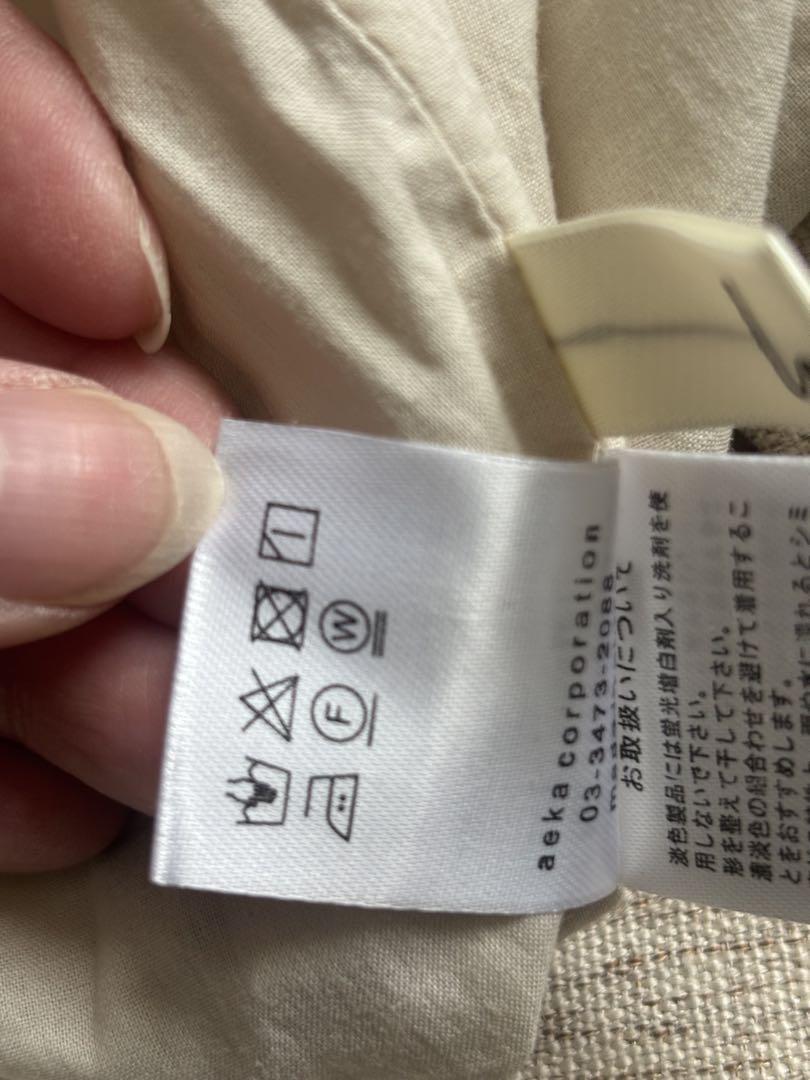 W
F
aeka corporation
03-3473-2088
お取扱いについて
淡色製品には蛍光増白剤入り洗剤を使
用しないで下さい。
形を整えて干して下さい。
濃淡色の組合わせを避けて着用するこ
とをおすすめします。